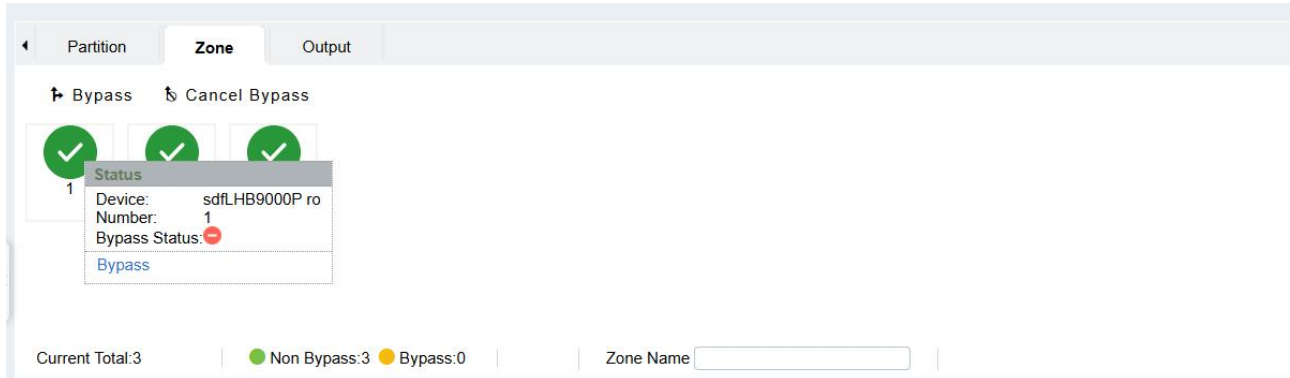 Partition Zone Output
Bypass Cancel Bypass
1
Status
Device: sdfLHB9000P ro
Number: 1
Bypass Status:
Bypass
Current Total:3 Non Bypass:3 Bypass:0 Zone Name